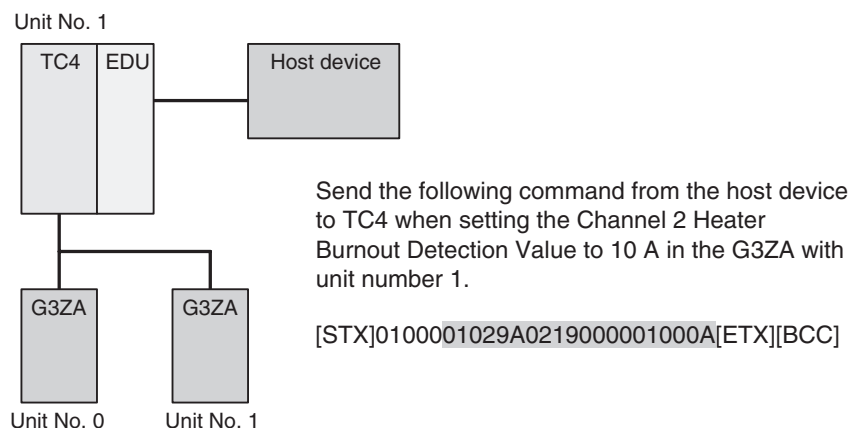 Unit No. 1
TC4
EDU
Host device
Send the following command from the host device
to TC4 when setting the Channel 2 Heater
Burnout Detection Value to 10 A in the G3ZA with
unit number 1.
G3ZA
G3ZA
[STX]0100001029A0219000001000A[ETX][BCC]
Unit No. 0
Unit No. 1